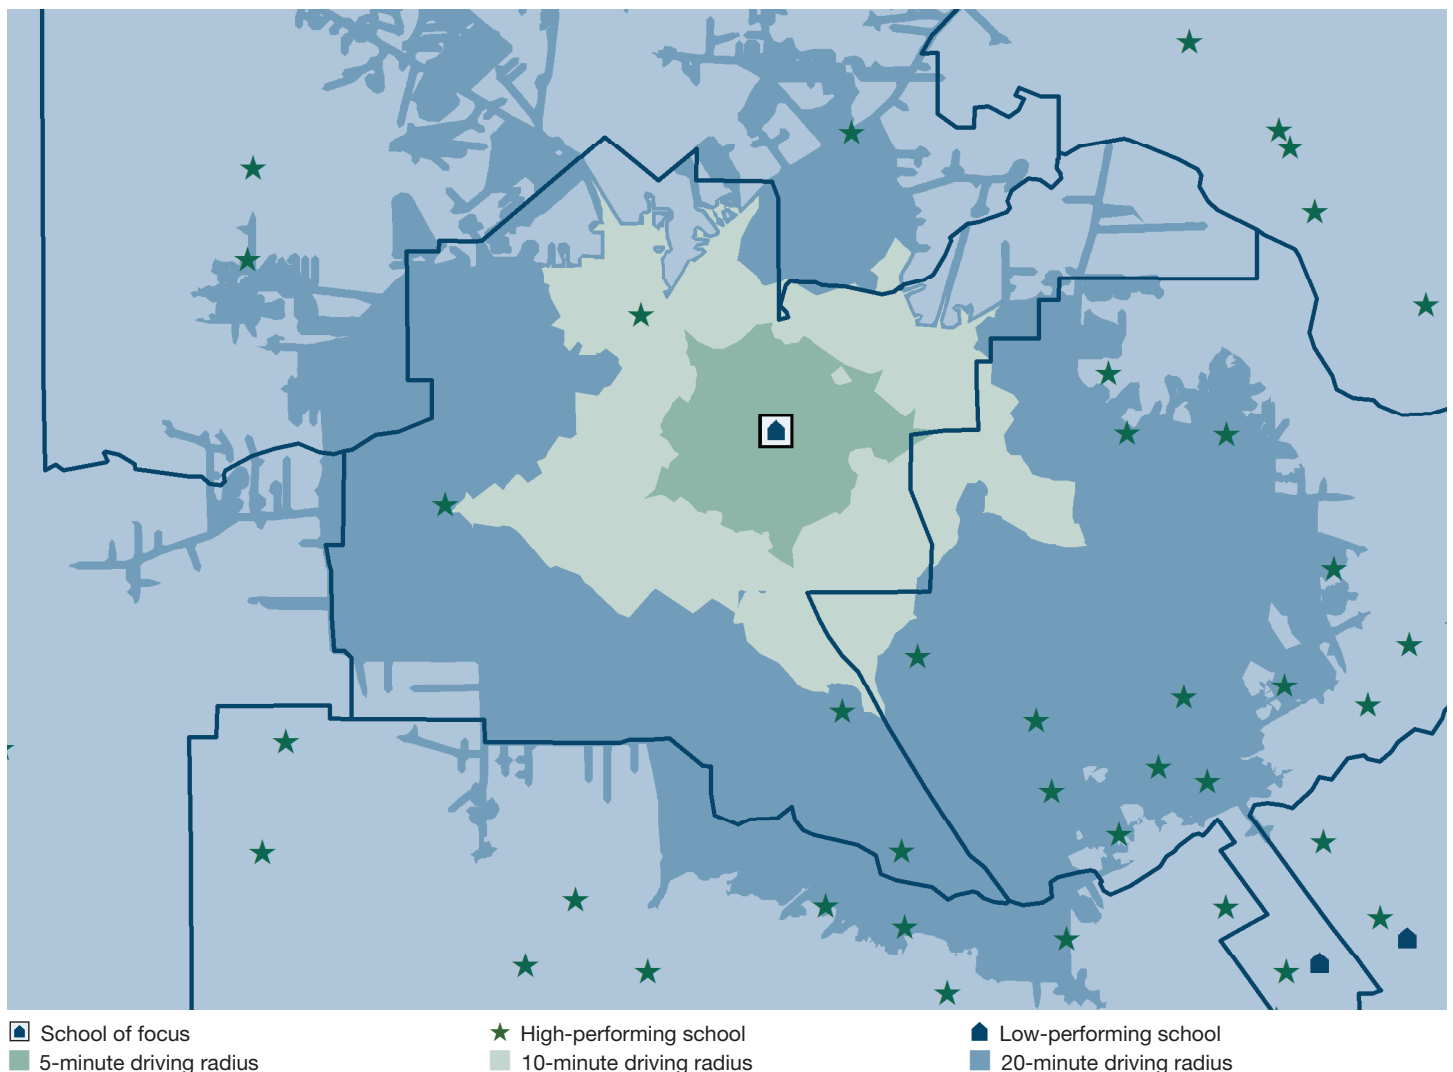 School of focus
High-performing school
Low-performing school
5-minute driving radius
10-minute driving radius
20-minute driving radius